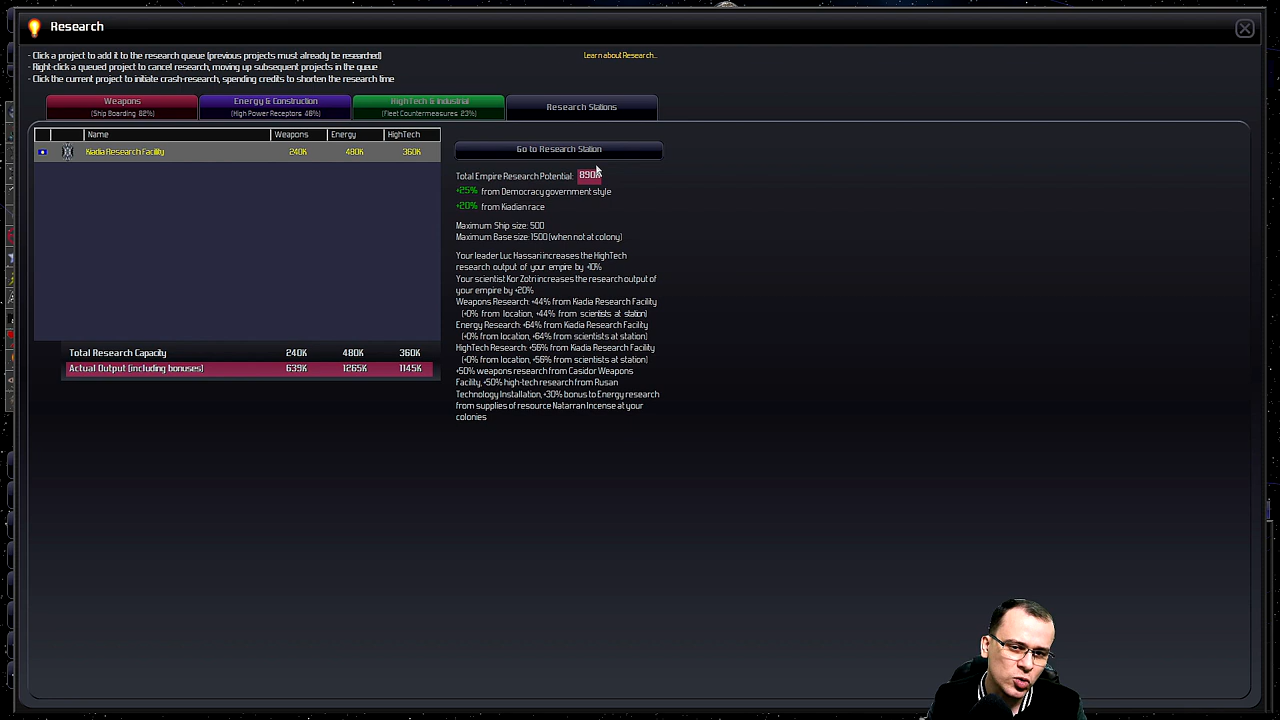 Research
- Click a project to add it to the research queue (previous projects must already be researched)
- Right-click a queued project to cancel research, moving up subsequent projects in the queue
- Click the current project to initiate crash-research, spending credits to shorten the research time
Learn about Research...
Weapons
(Ship Boarding: 82%)
Energy & Construction
(High Power Receptors: 46%)
HighTech & Industrial
(Fleet Countermeasures: 23%)
Research Stations
Name Weapons Energy HighTech
Kiadia Research Facility 240K 480K 360K
Total Research Capacity 240K 480K 360K
Actual Output (including bonuses) 639K 1265K 1145K
Go to Research Station
Total Empire Research Potential: 890K
+25% from Democracy government style
+20% from Kiadian race
Maximum Ship size: 500
Maximum Base size: 1500 (when not at colony)
Your leader Luc Hassari increases the HighTech
research output of your empire by +10%
Your scientist Kor Zotri increases the research output of
your empire by +20%
Weapons Research: +44% from Kiadia Research Facility
(+0% from location, +44% from scientists at station)
Energy Research: +64% from Kiadia Research Facility
(+0% from location, +64% from scientists at station)
HighTech Research: +56% from Kiadia Research Facility
(+0% from location, +56% from scientists at station)
+50% weapons research from Casidor Weapons
Facility, +50% high-tech research from Rusan
Technology Installation, +30% bonus to Energy research
from supplies of resource Natarran Incense at your
colonies